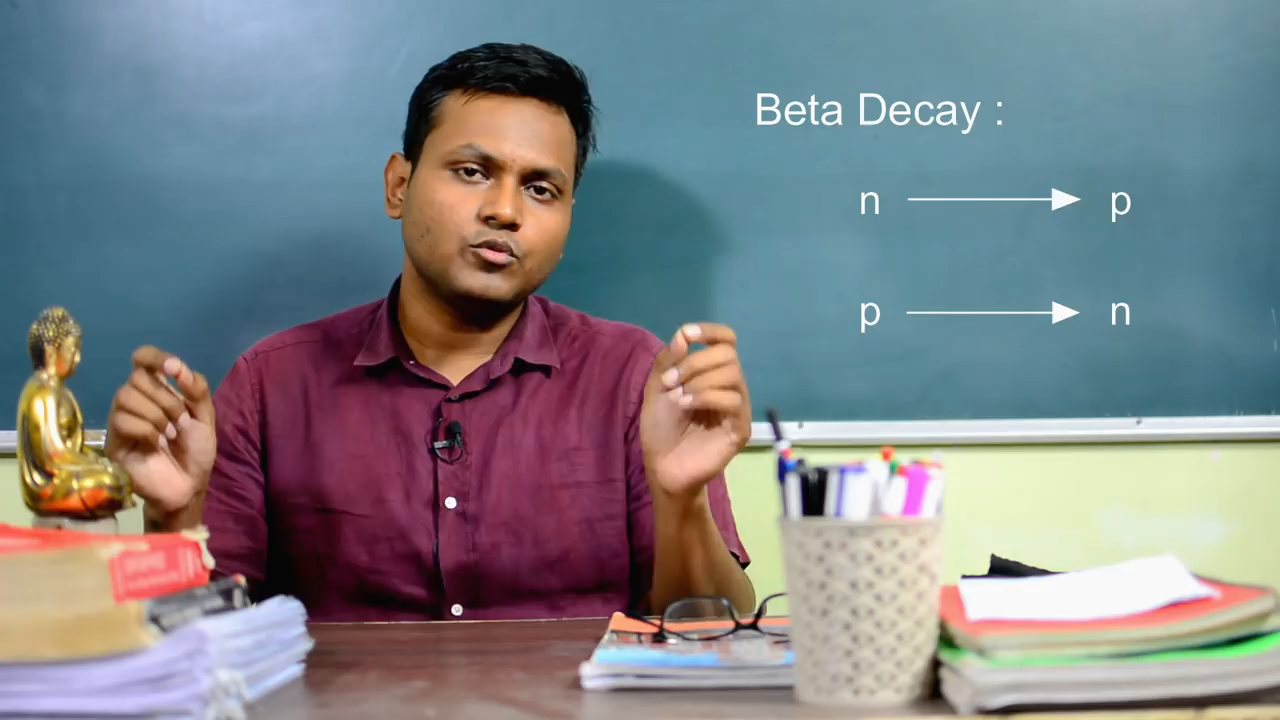 Beta Decay :
n → p
p → n